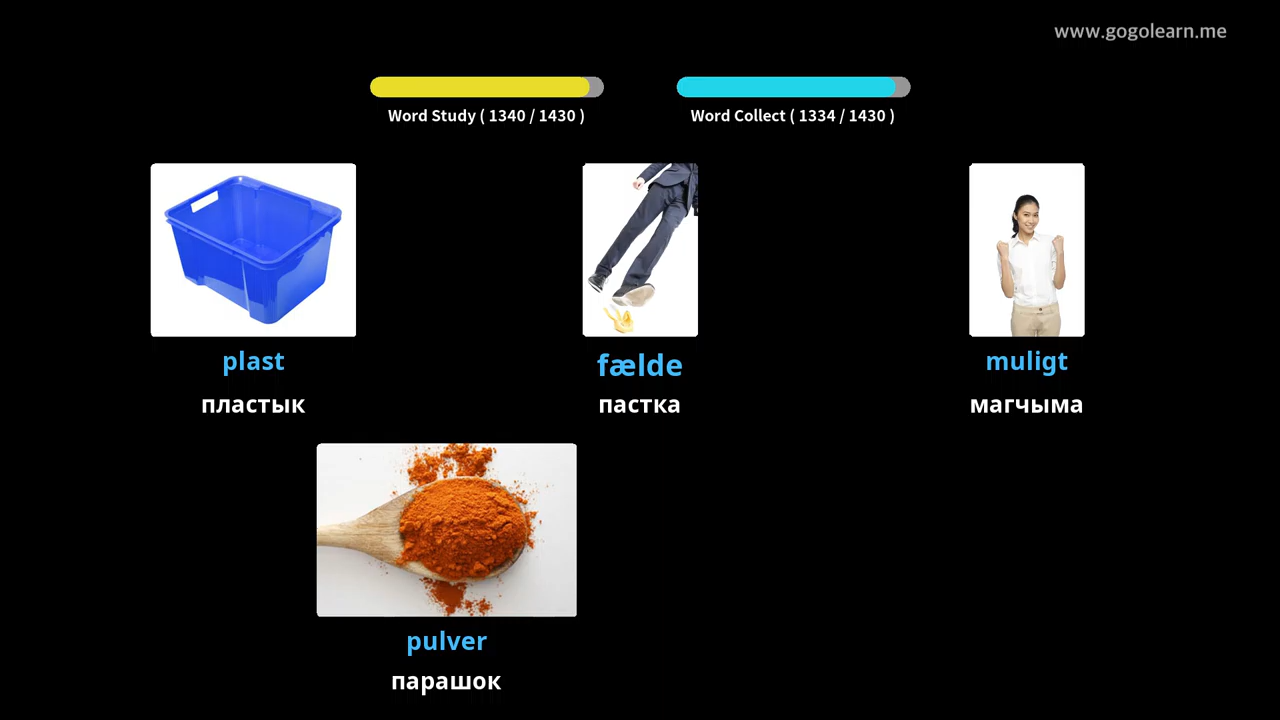 www.gogolearn.me
Word Study ( 1340 / 1430 )
Word Collect ( 1334 / 1430 )
plast
fælde
muligt
пластык
пастка
магчыма
pulver
парашок